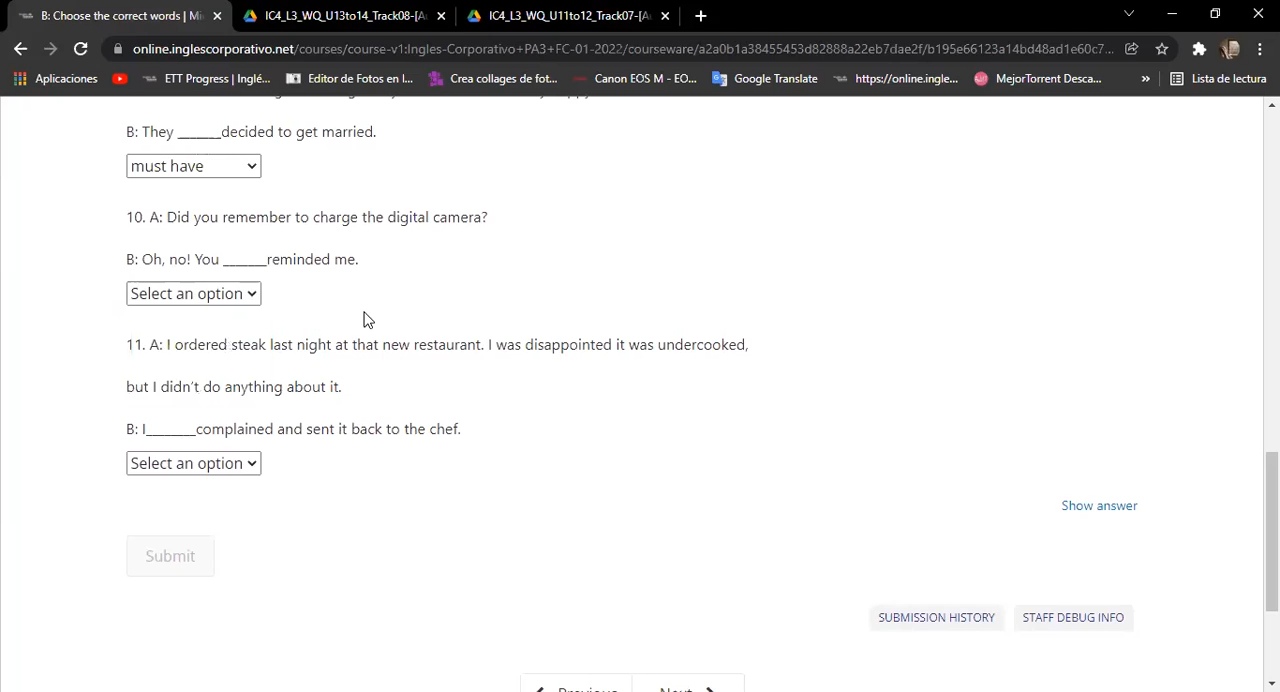 B: Choose the correct words | Mi
IC4_L3_WQ_U13to14_Track08-[A
IC4_L3_WQ_U11to12_Track07-[A
online.inglescorporativo.net/courses/course-v1:Ingles-Corporativo+PA3+FC-01-2022/courseware/a2a0b1a38455453d82888a22eb7dae2f/b195e66123a14bd48ad1e60c7...
Aplicaciones
ETT Progress | Inglé...
Editor de Fotos en l...
Crea collages de fot...
Canon EOS M - EO...
Google Translate
https://online.ingle...
MejorTorrent Desca...
»
Lista de lectura
B: They ______decided to get married.
must have
10. A: Did you remember to charge the digital camera?
B: Oh, no! You ______reminded me.
Select an option
11. A: I ordered steak last night at that new restaurant. I was disappointed it was undercooked,
but I didn't do anything about it.
B: I_______complained and sent it back to the chef.
Select an option
Show answer
Submit
SUBMISSION HISTORY
STAFF DEBUG INFO
Previous
Next